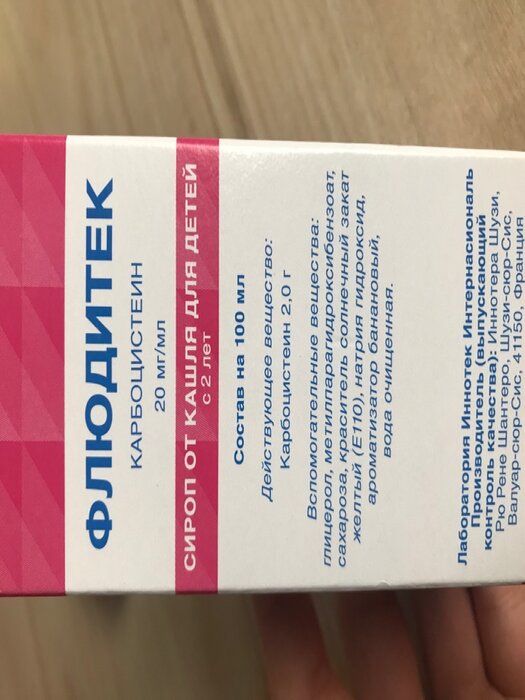 ФЛЮДИТЕК
КАРБОЦИСТЕИН
20 мг/мл
СИРОП ОТ КАШЛЯ ДЛЯ ДЕТЕЙ
с 2 лет
Состав на 100 мл
Действующее вещество:
Карбоцистеин 2,0 г
Вспомогательные вещества:
глицерол, метилпарагидроксибензоат,
сахароза, краситель солнечный закат
желтый (Е110), натрия гидроксид,
ароматизатор банановый,
вода очищенная.
Лаборатория Иннотек Интернасиональ
Производитель (выпускающий
контроль качества): Иннотера Шузи,
Рю Рене Шантеро, Шузи-сюр-Сис,
Валуар-сюр-Сис, 41150, Франция